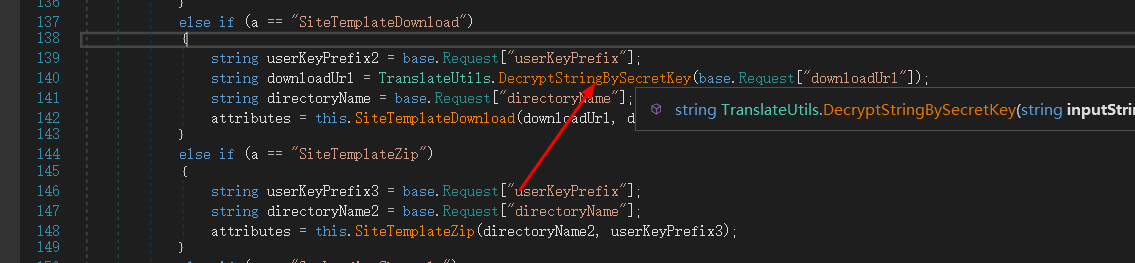 136 }
137 else if (a == "SiteTemplateDownload")
138 {
139 string userKeyPrefix2 = base.Request["userKeyPrefix"];
140 string downloadUrl = TranslateUtils.DecryptStringBySecretKey(base.Request["downloadUrl"]);
141 string directoryName = base.Request["directoryName"];
string TranslateUtils.DecryptStringBySecretKey(string inputStrin
142 attributes = this.SiteTemplateDownload(downloadUrl, d
143 }
144 else if (a == "SiteTemplateZip")
145 {
146 string userKeyPrefix3 = base.Request["userKeyPrefix"];
147 string directoryName2 = base.Request["directoryName"];
148 attributes = this.SiteTemplateZip(directoryName2, userKeyPrefix3);
149 }